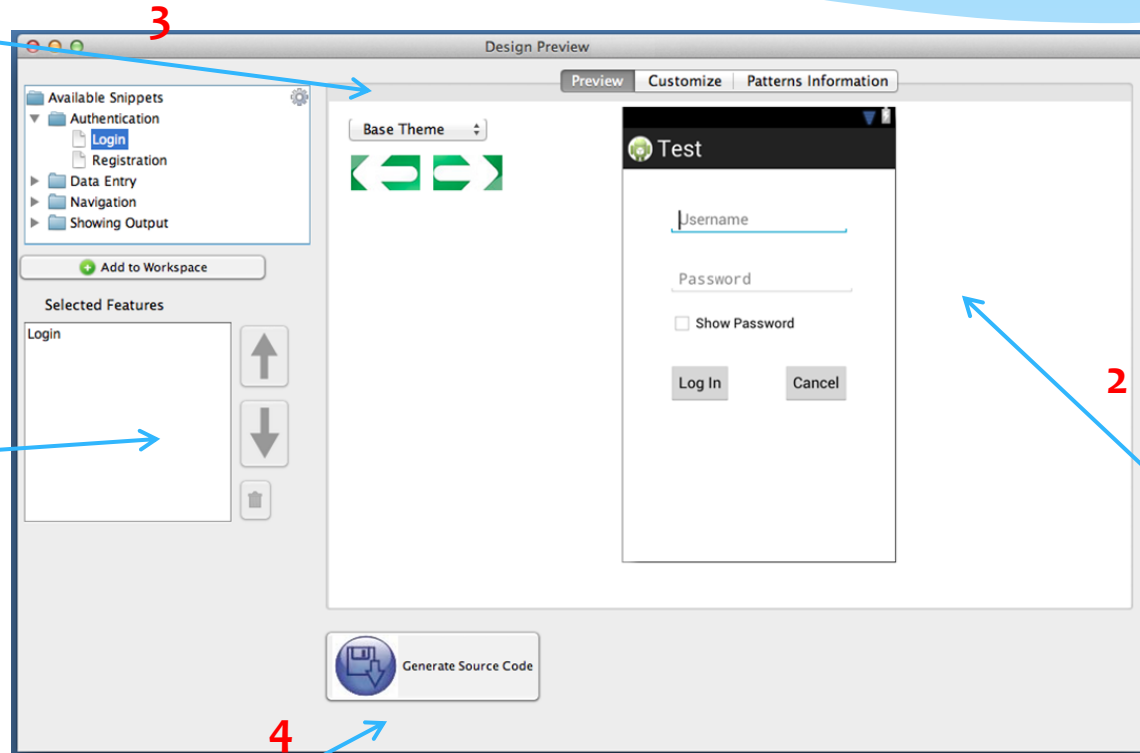 3
Design Preview
Preview Customize Patterns Information
Available Snippets
Authentication
Login
Registration
Data Entry
Navigation
Showing Output
Add to Workspace
Selected Features
Login
Base Theme
Test
Username
Password
Show Password
Log In Cancel
2
Generate Source Code
4